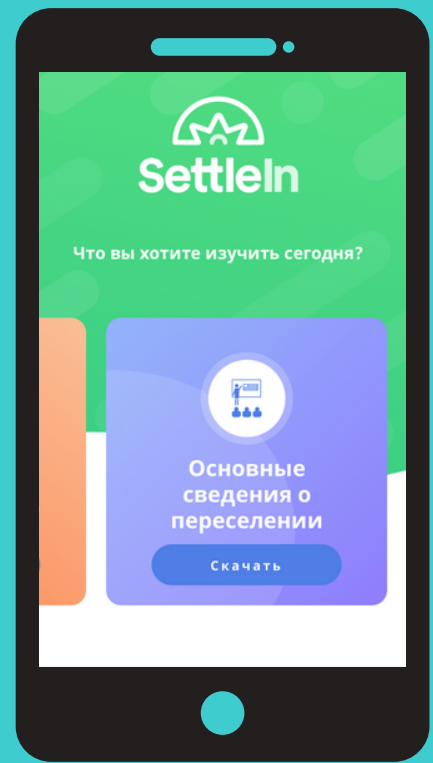 SettleIn
Что вы хотите изучить сегодня?
Основные
сведения о
переселении
Скачать